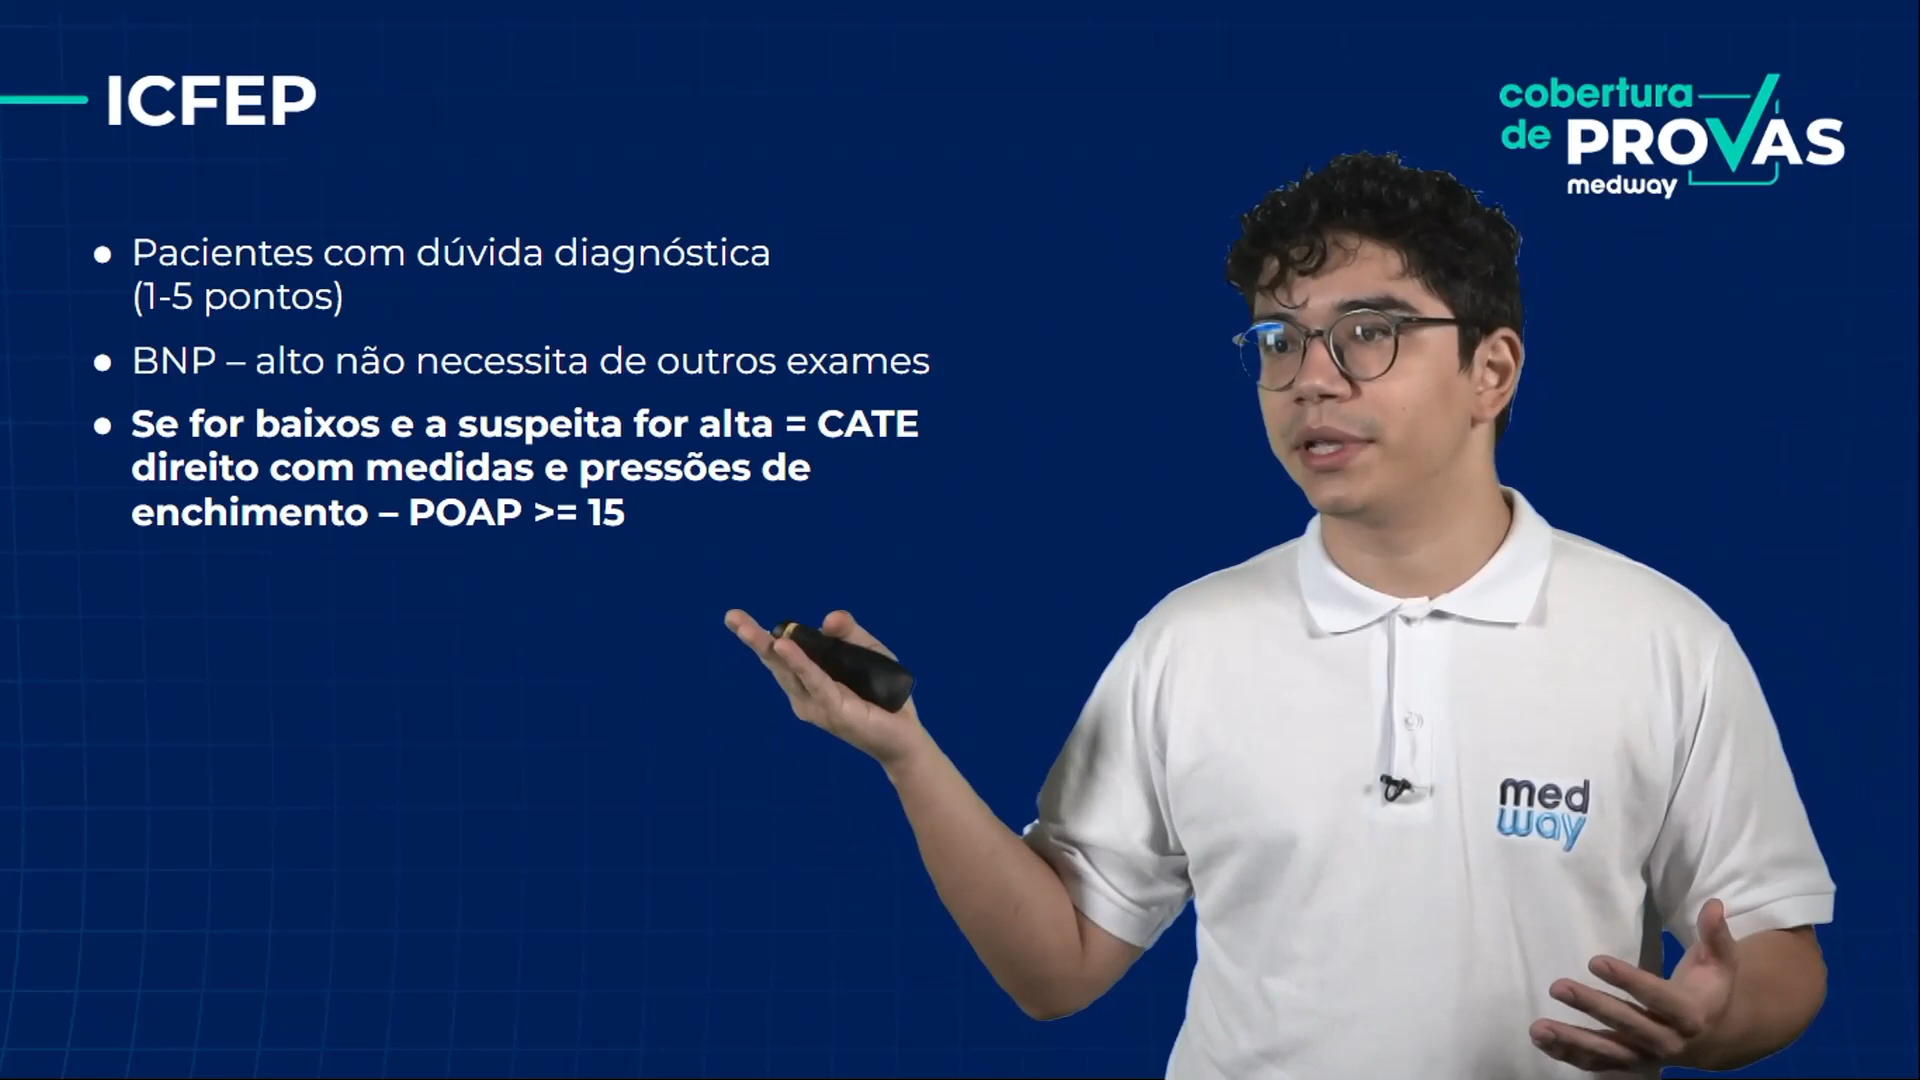 ICFEP
cobertura
de PROVAS
medway
● Pacientes com dúvida diagnóstica
(1-5 pontos)
● BNP – alto não necessita de outros exames
● Se for baixos e a suspeita for alta = CATE
direito com medidas e pressões de
enchimento – POAP >= 15
med
way